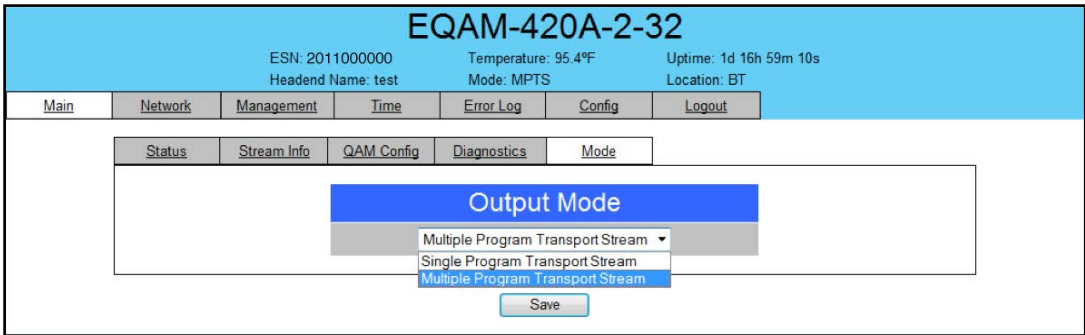 EQAM-420A-2-32
ESN: 2011000000 Temperature: 95.4ºF Uptime: 1d 16h 59m 10s
Headend Name: test Mode: MPTS Location: BT
Main Network Management Time Error Log Config Logout
Status Stream Info QAM Config Diagnostics Mode
Output Mode
Multiple Program Transport Stream
Single Program Transport Stream
Multiple Program Transport Stream
Save